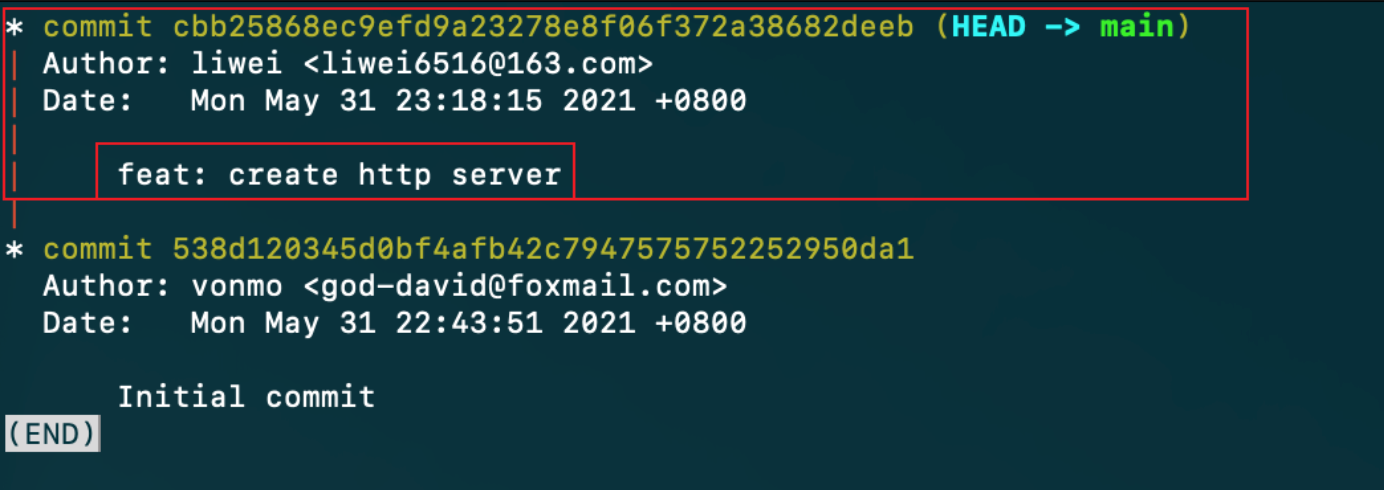 * commit cbb25868ec9efd9a23278e8f06f372a38682deeb (HEAD -> main)
| Author: liwei <liwei6516@163.com>
| Date:   Mon May 31 23:18:15 2021 +0800
|
|     feat: create http server
|
* commit 538d120345d0bf4afb42c7947575752252950da1
  Author: vonmo <god-david@foxmail.com>
  Date:   Mon May 31 22:43:51 2021 +0800

      Initial commit
(END)